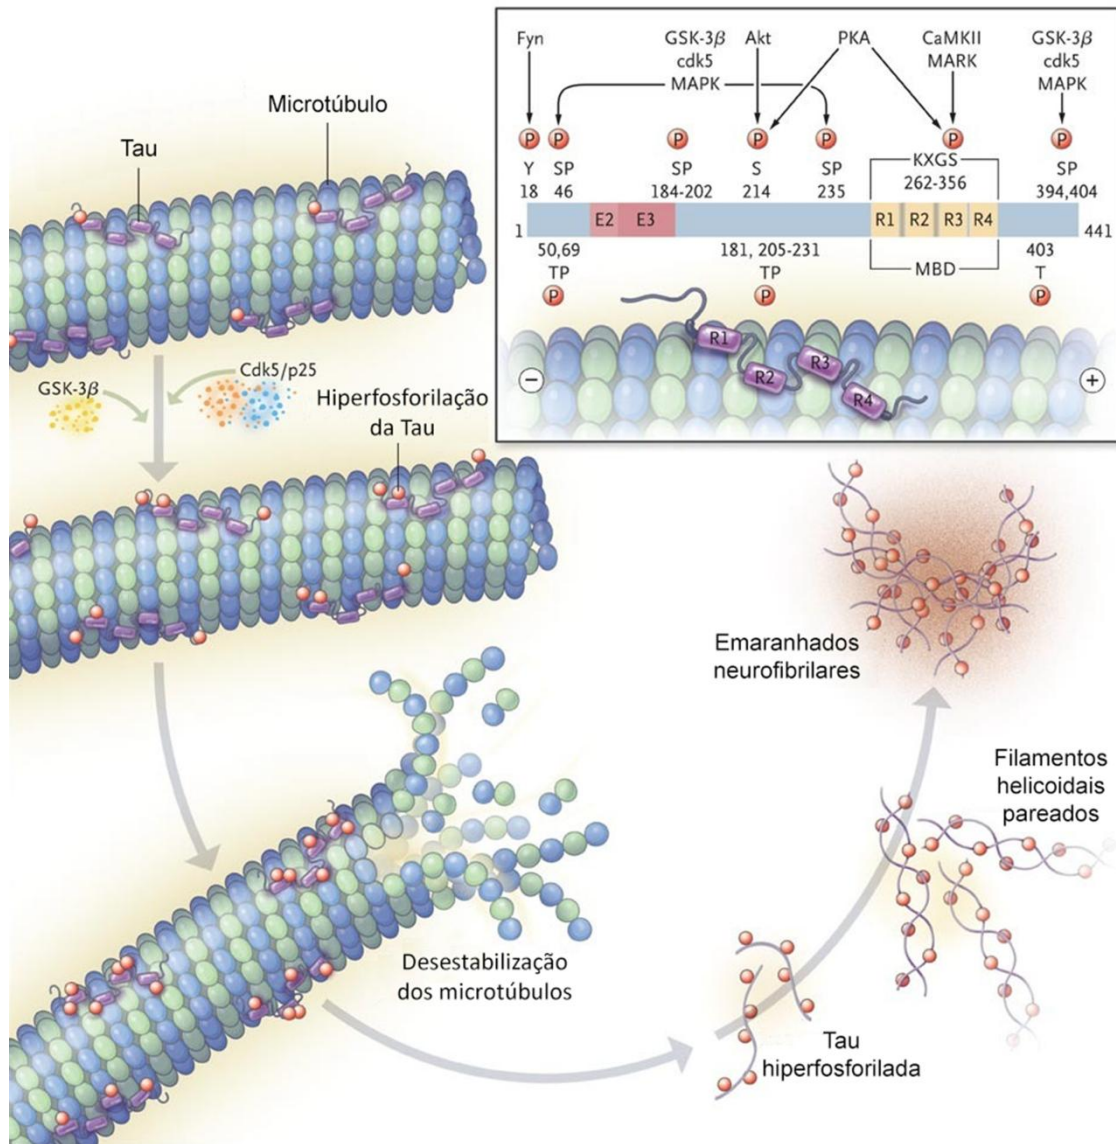 Fyn
GSK-3β
cdk5
MAPK
Akt
PKA
CaMKII
MARK
GSK-3β
cdk5
MAPK
P P P P P P P
Y SP SP S SP KXGS SP
18 46 184-202 214 235 262-356 394,404
1 E2 E3 R1 R2 R3 R4 441
50,69 181, 205-231 MBD 403
TP TP T
P P P
R1
R2
R3
R4
− +
Microtúbulo
Tau
GSK-3β
Cdk5/p25
Hiperfosforilação
da Tau
Desestabilização
dos microtúbulos
Tau
hiperfosforilada
Filamentos
helicoidais
pareados
Emaranhados
neurofibrilares